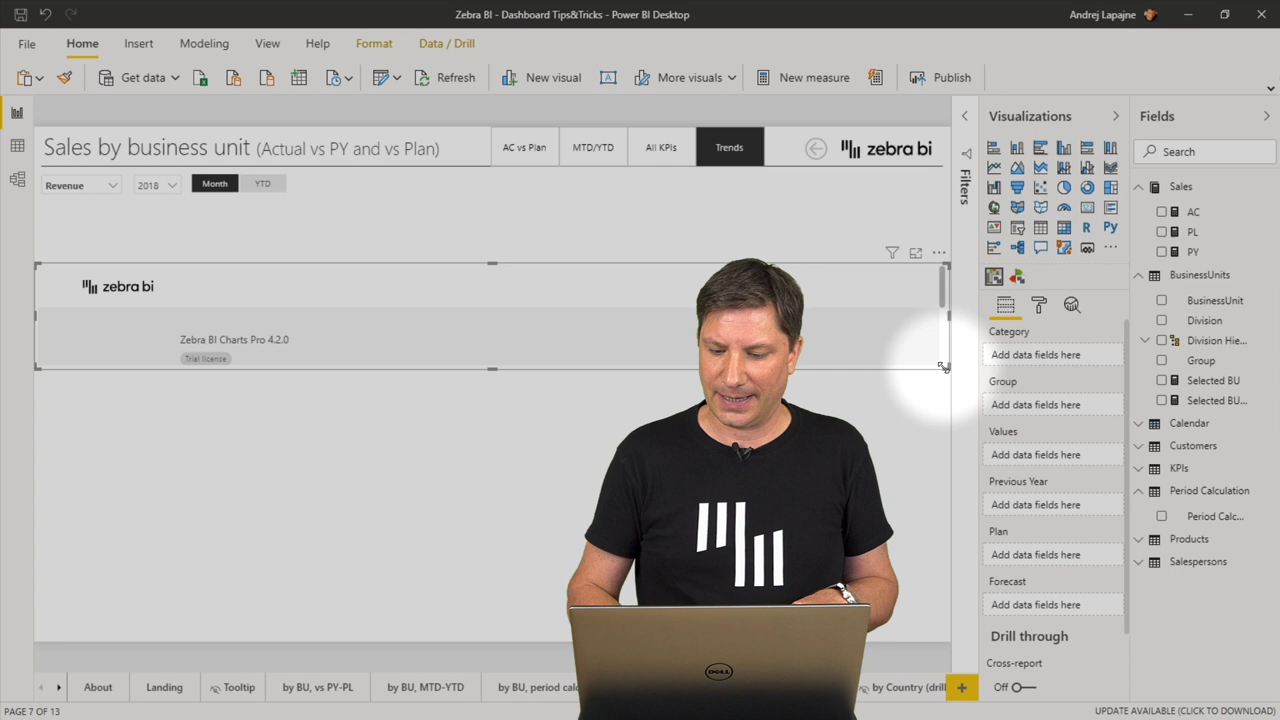 Zebra BI - Dashboard Tips&Tricks - Power BI Desktop
Andrej Lapajne
File Home Insert Modeling View Help Format Data / Drill
Get data Refresh New visual More visuals New measure Publish
Sales by business unit (Actual vs PY and vs Plan)
AC vs Plan
MTD/YTD
All KPIs
Trends
zebra bi
Revenue
2018
Month
YTD
zebra bi
Zebra BI Charts Pro 4.2.0
Trial license
Filters
Visualizations
R
Py
Category
Add data fields here
Group
Add data fields here
Values
Add data fields here
Previous Year
Add data fields here
Plan
Add data fields here
Forecast
Add data fields here
Drill through
Cross-report
Off
Fields
Search
Sales
AC
PL
PY
BusinessUnits
BusinessUnit
Division
Division Hie...
Group
Selected BU
Selected BU...
Calendar
Customers
KPIs
Period Calculation
Period Calc...
Products
Salespersons
DELL
About
Landing
Tooltip
by BU, vs PY-PL
by BU, MTD-YTD
by BU, period calc
by Country (drill
PAGE 7 OF 13
UPDATE AVAILABLE (CLICK TO DOWNLOAD)